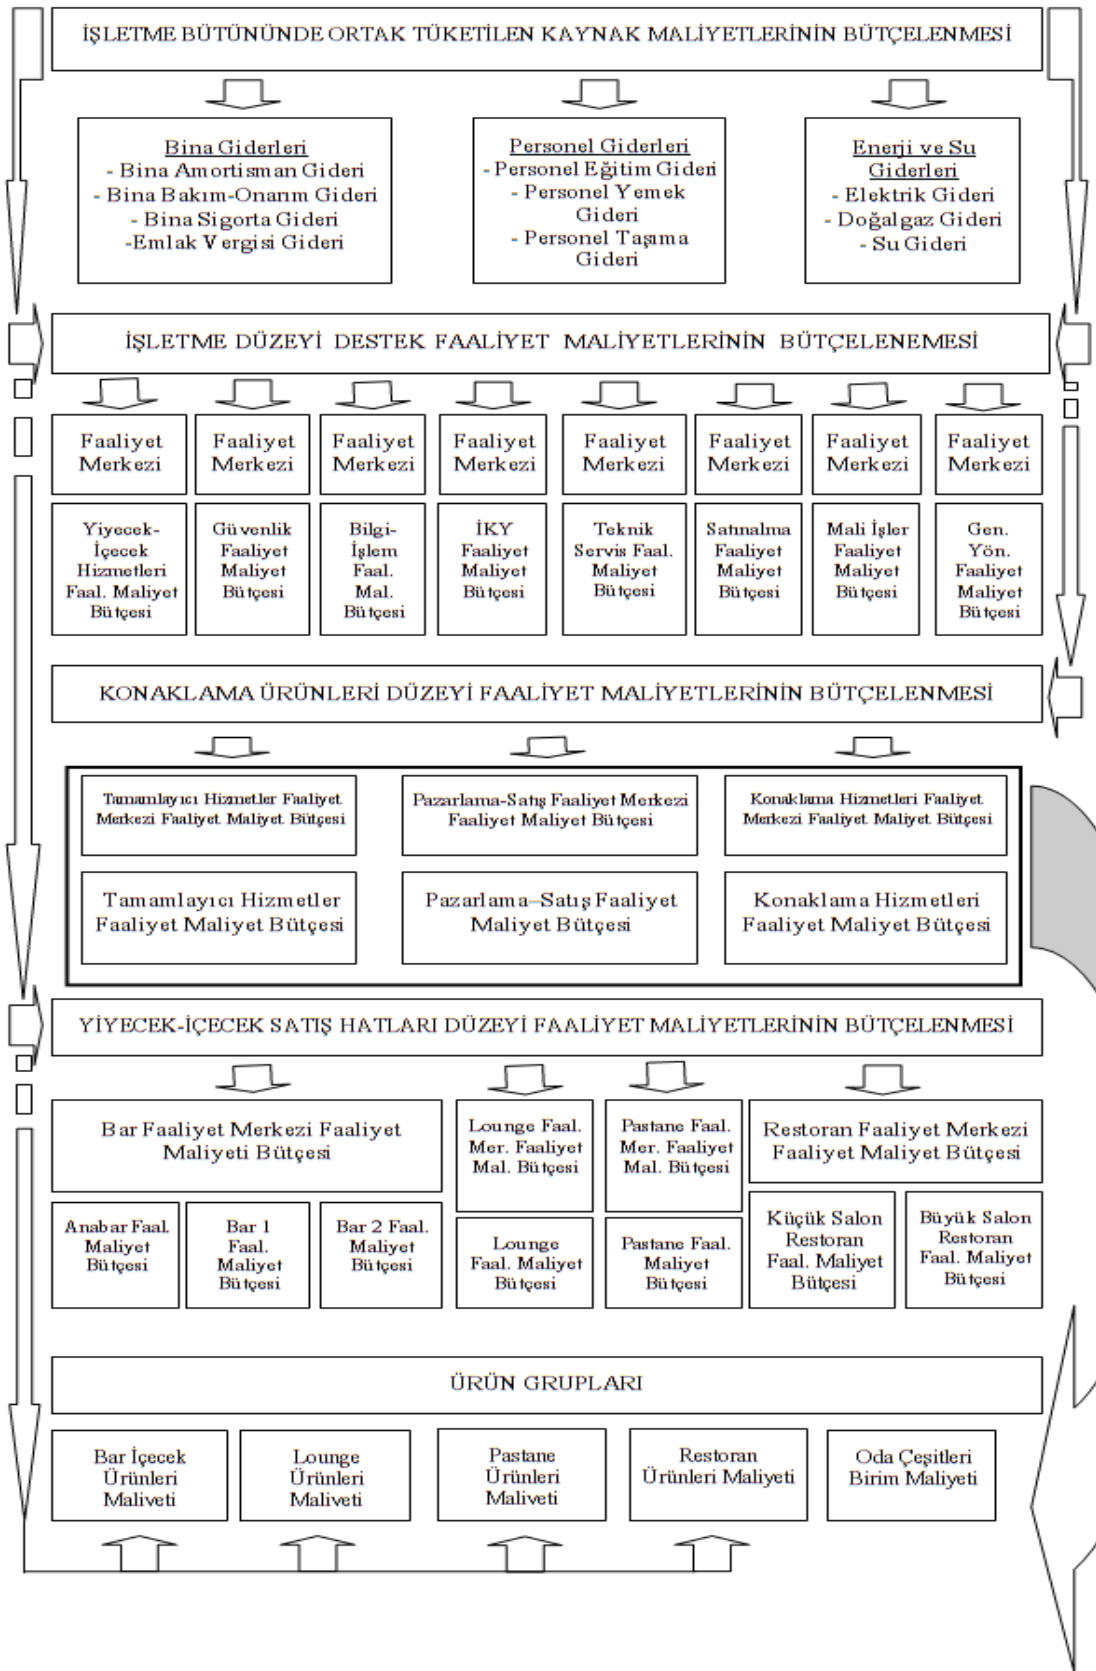 İŞLETME BÜTÜNÜNDE ORTAK TÜKETİLEN KAYNAK MALİYETLERİNİN BÜTÇELENMESİ
Bina Giderleri
- Bina Amortisman Gideri
- Bina Bakım-Onarım Gideri
- Bina Sigorta Gideri
-Emlak Vergisi Gideri
Personel Giderleri
- Personel Eğitim Gideri
- Personel Yemek
Gideri
- Personel Taşıma
Gideri
Enerji ve Su
Giderleri
- Elektrik Gideri
- Doğalgaz Gideri
- Su Gideri
İŞLETME DÜZEYİ DESTEK FAALİYET MALİYETLERİNİN BÜTÇELENEMESİ
Faaliyet
Merkezi
Faaliyet
Merkezi
Faaliyet
Merkezi
Faaliyet
Merkezi
Faaliyet
Merkezi
Faaliyet
Merkezi
Faaliyet
Merkezi
Faaliyet
Merkezi
Yiyecek-
İçecek
Hizmetleri
Faal. Maliyet
Bütçesi
Güvenlik
Faaliyet
Maliyet
Bütçesi
Bilgi-
İşlem
Faal.
Mal.
Bütçesi
İKY
Faaliyet
Maliyet
Bütçesi
Teknik
Servis Faal.
Maliyet
Bütçesi
Satınalma
Faaliyet
Maliyet
Bütçesi
Mali İşler
Faaliyet
Maliyet
Bütçesi
Gen.
Yön.
Faaliyet
Maliyet
Bütçesi
KONAKLAMA ÜRÜNLERİ DÜZEYİ FAALİYET MALİYETLERİNİN BÜTÇELENMESİ
Tamamlayıcı Hizmetler Faaliyet
Merkezi Faaliyet Maliyet Bütçesi
Pazarlama-Satış Faaliyet Merkezi
Faaliyet Maliyet Bütçesi
Konaklama Hizmetleri Faaliyet
Merkezi Faaliyet Maliyet Bütçesi
Tamamlayıcı Hizmetler
Faaliyet Maliyet Bütçesi
Pazarlama–Satış Faaliyet
Maliyet Bütçesi
Konaklama Hizmetleri
Faaliyet Maliyet Bütçesi
YİYECEK-İÇECEK SATIŞ HATLARI DÜZEYİ FAALİYET MALİYETLERİNİN BÜTÇELENMESİ
Bar Faaliyet Merkezi Faaliyet
Maliyeti Bütçesi
Lounge Faal.
Mer. Faaliyet
Mal. Bütçesi
Pastane Faal.
Mer. Faaliyet
Mal. Bütçesi
Restoran Faaliyet Merkezi
Faaliyet Maliyet Bütçesi
Anabar Faal.
Maliyet
Bütçesi
Bar 1
Faal.
Maliyet
Bütçesi
Bar 2 Faal.
Maliyet
Bütçesi
Lounge
Faal. Maliyet
Bütçesi
Pastane Faal.
Maliyet
Bütçesi
Küçük Salon
Restoran
Faal. Maliyet
Bütçesi
Büyük Salon
Restoran
Faal. Maliyet
Bütçesi
ÜRÜN GRUPLARI
Bar İçecek
Ürünleri
Maliyeti
Lounge
Ürünleri
Maliyeti
Pastane
Ürünleri
Maliyeti
Restoran
Ürünleri Maliyeti
Oda Çeşitleri
Birim Maliyeti